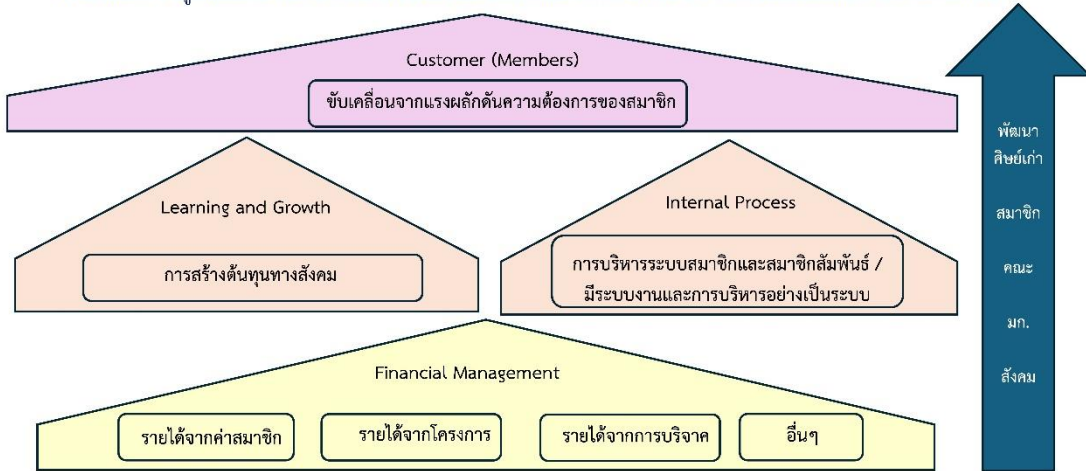 Customer (Members)
ขับเคลื่อนจากแรงผลักดันความต้องการของสมาชิก
Learning and Growth
การสร้างต้นทุนทางสังคม
Internal Process
การบริหารระบบสมาชิกและสมาชิกสัมพันธ์ /
มีระบบงานและการบริหารอย่างเป็นระบบ
Financial Management
รายได้จากค่าสมาชิก
รายได้จากโครงการ
รายได้จากการบริจาค
อื่นๆ
พัฒนา
ศิษย์เก่า
สมาชิก
คณะ
มก.
สังคม